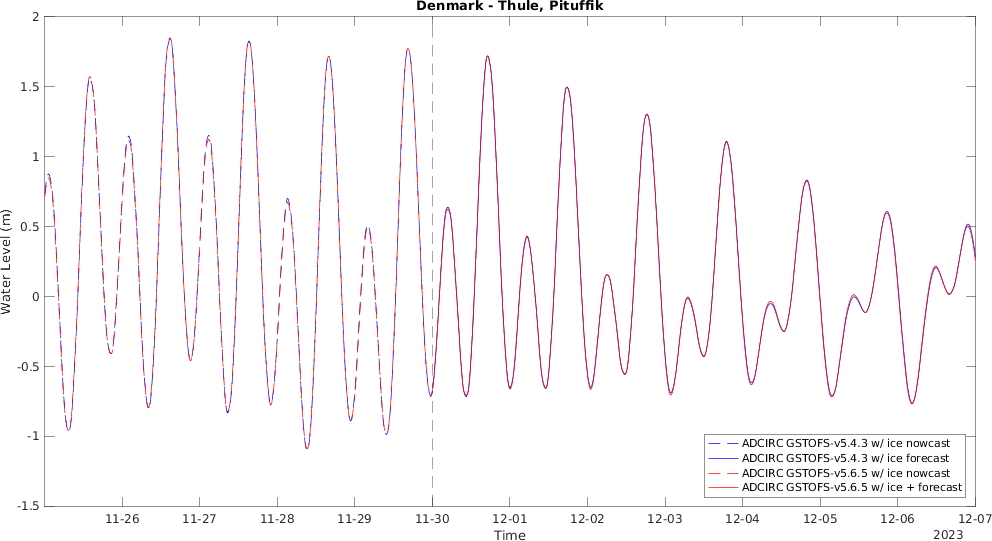 Denmark - Thule, Pituffik
Water Level (m)
2
1.5
1
0.5
0
-0.5
-1
-1.5
ADCIRC GSTOFS-v5.4.3 w/ ice nowcast
ADCIRC GSTOFS-v5.4.3 w/ ice forecast
ADCIRC GSTOFS-v5.6.5 w/ ice nowcast
ADCIRC GSTOFS-v5.6.5 w/ ice + forecast
11-26 11-27 11-28 11-29 11-30 12-01 12-02 12-03 12-04 12-05 12-06 12-07
Time
2023